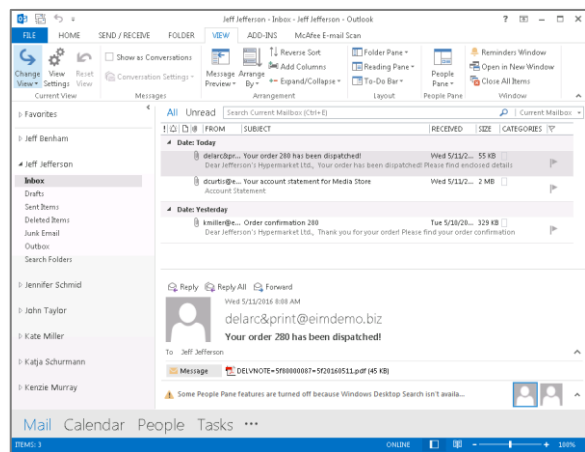 Jeff Jefferson - Inbox - Jeff Jefferson - Outlook
FILE HOME SEND / RECEIVE FOLDER VIEW ADD-INS McAfee E-mail Scan
Change View View Settings Reset View
Current View
Show as Conversations
Conversation Settings
Messages
Message Preview Arrange By
Reverse Sort
Add Columns
Expand/Collapse
Arrangement
Folder Pane
Reading Pane
To-Do Bar
Layout
People Pane
People Pane
Reminders Window
Open in New Window
Close All Items
Window
Favorites
Jeff Benham
Jeff Jefferson
Inbox
Drafts
Sent Items
Deleted Items
Junk Email
Outbox
Search Folders
Jennifer Schmid
John Taylor
Kate Miller
Katja Schurmann
Kenzie Murray
All Unread Search Current Mailbox (Ctrl+E) Current Mailbox
FROM SUBJECT RECEIVED SIZE CATEGORIES
Date: Today
delarc&pr... Your order 280 has been dispatched! Wed 5/11/2... 55 KB
Dear Jefferson's Hypermarket Ltd., Your order has been dispatched! Please find enclosed details
dcurtis@e... Your account statement for Media Store Wed 5/11/2... 2 MB
Account Statement
Date: Yesterday
kmiller@e... Order confirmation 280 Tue 5/10/20... 329 KB
Dear Jefferson's Hypermarket Ltd., Thank you for your order! Please find your order confirmation
Reply Reply All Forward
Wed 5/11/2016 8:08 AM
delarc&print@eimdemo.biz
Your order 280 has been dispatched!
To Jeff Jefferson
Message DELVNOTE=5f80000087=5f20160511.pdf (45 KB)
Some People Pane features are turned off because Windows Desktop Search isn't availa...
Mail Calendar People Tasks •••
ITEMS: 3 ONLINE 100%